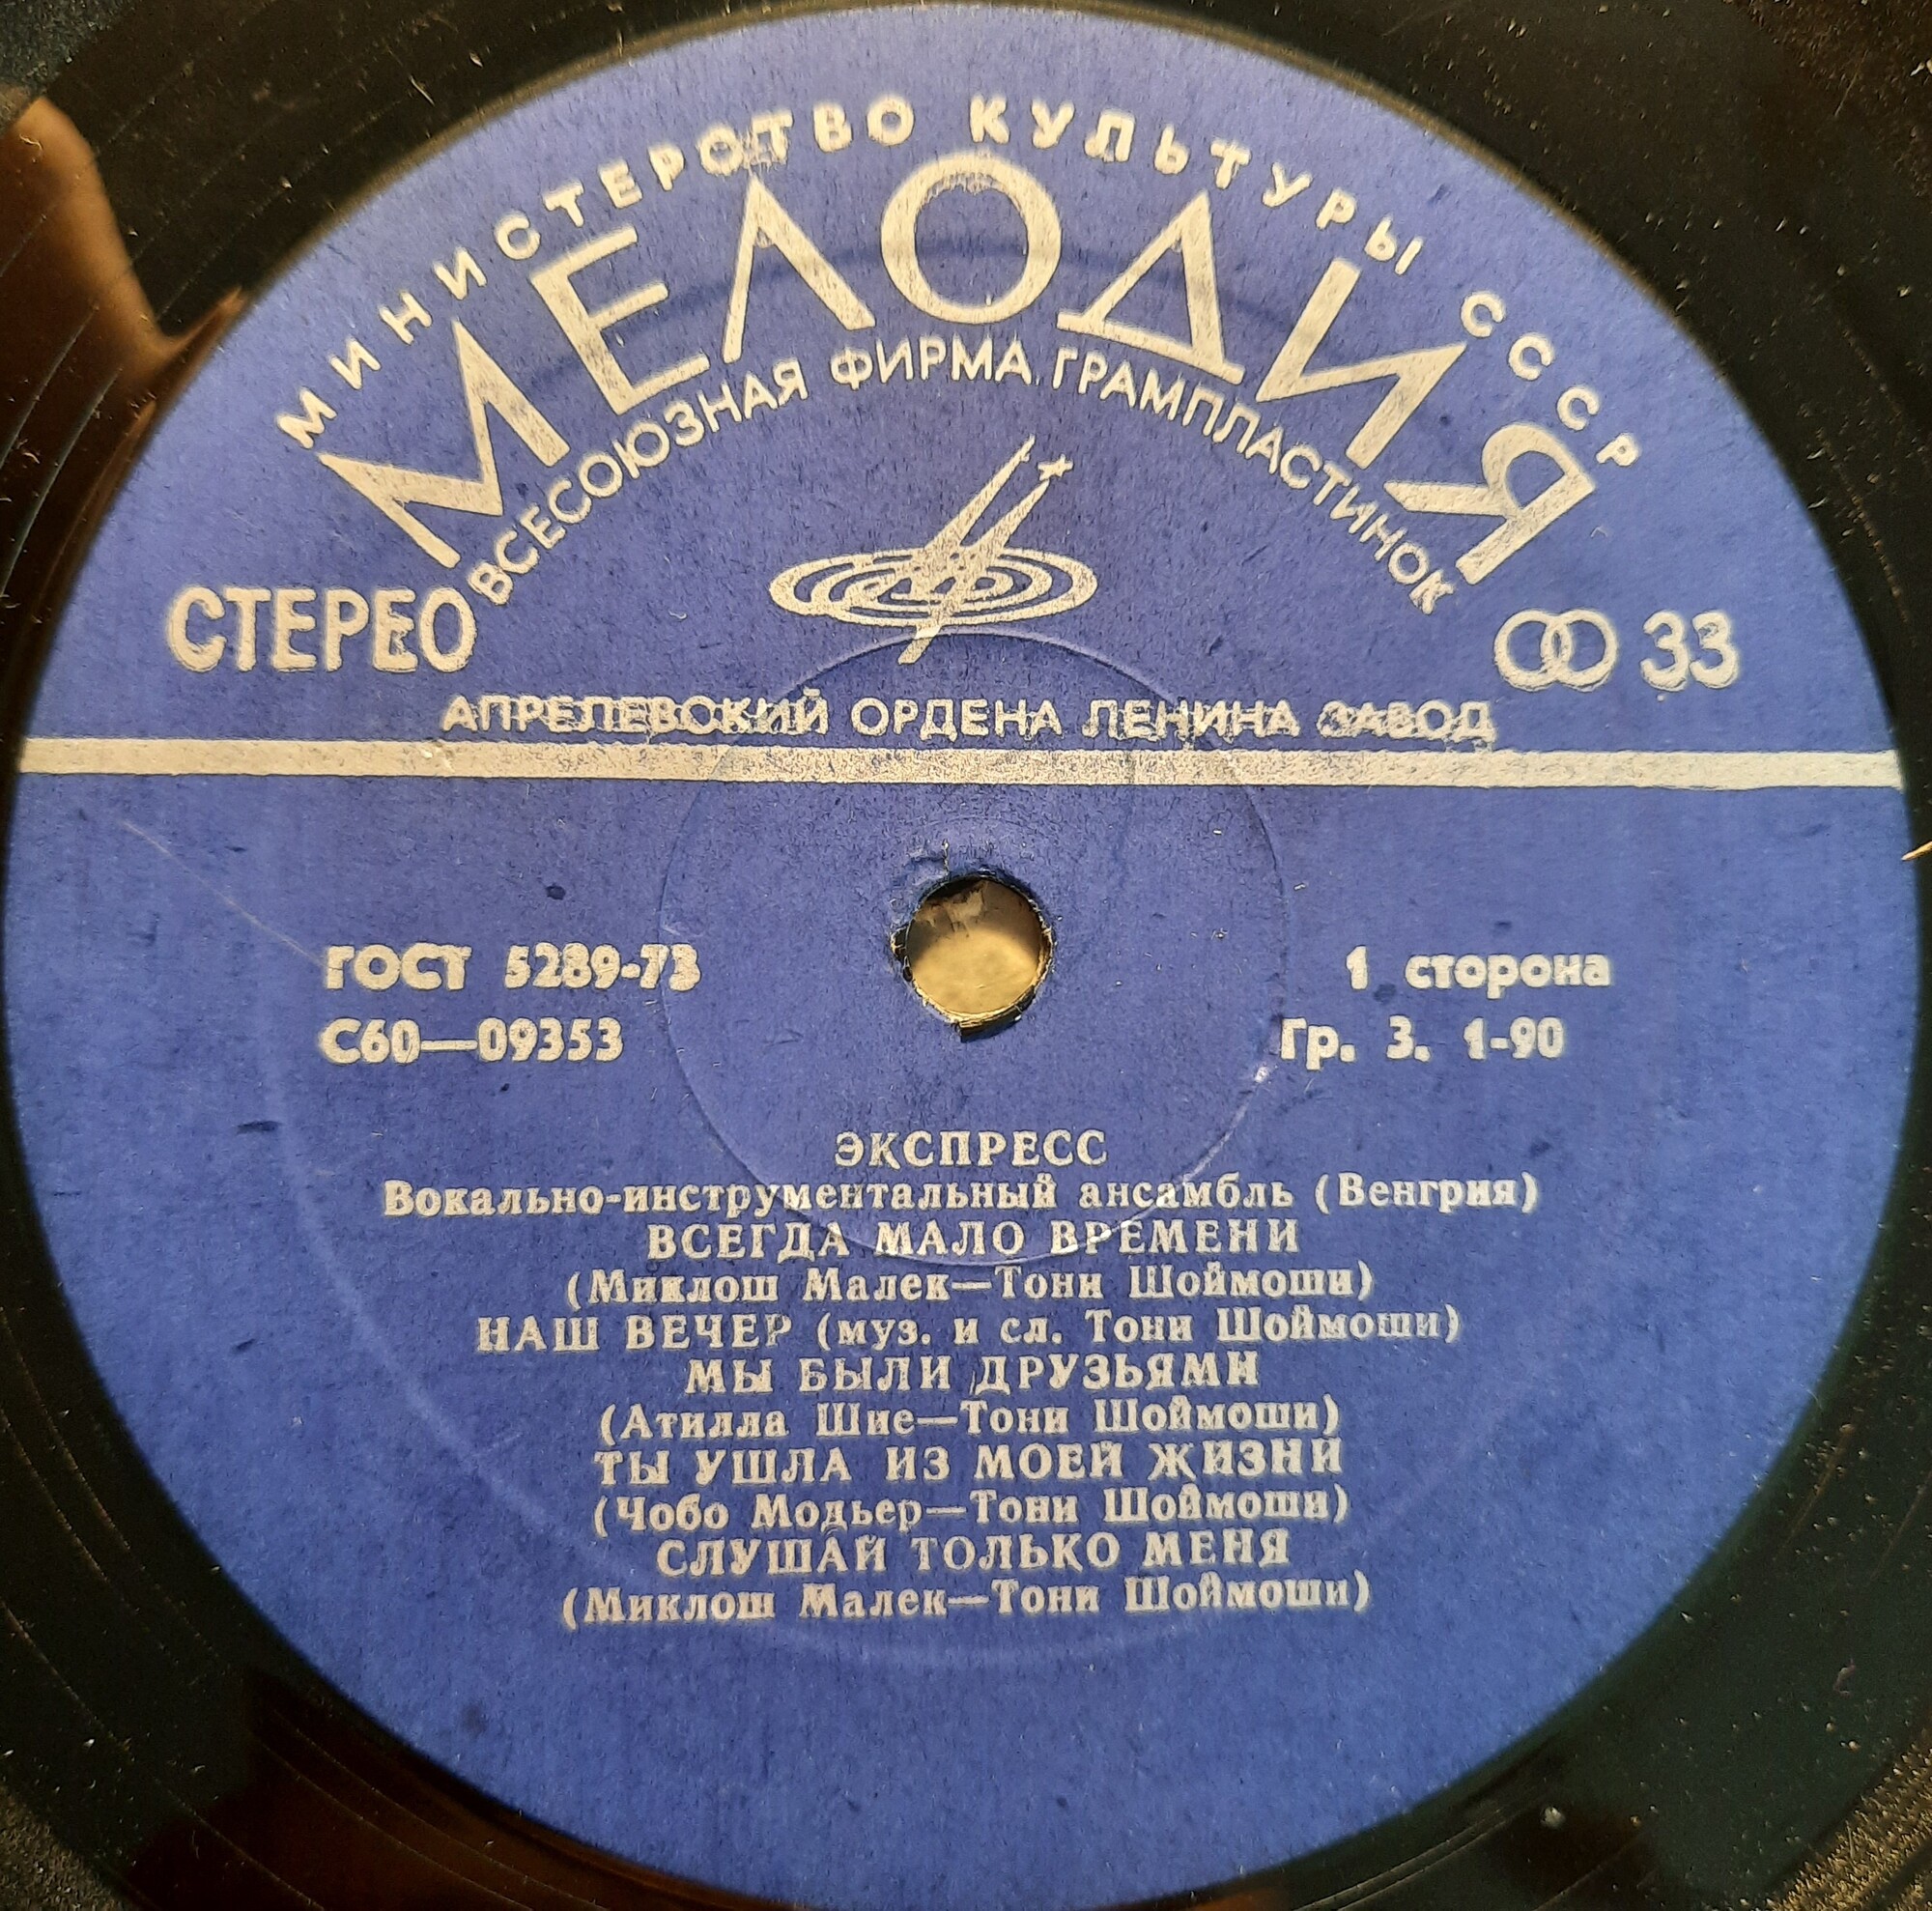 МИНИСТЕРСТВО КУЛЬТУРЫ СССР
МЕЛОДИЯ
ВСЕСОЮЗНАЯ ФИРМА ГРАМПЛАСТИНОК
СТЕРЕО
33
АПРЕЛЕВСКИЙ ОРДЕНА ЛЕНИНА ЗАВОД
ГОСТ 5289-73
1 сторона
С60—09353
Гр. 3. 1-90
ЭКСПРЕСС
Вокально-инструментальный ансамбль (Венгрия)
ВСЕГДА МАЛО ВРЕМЕНИ
(Миклош Малек—Тони Шоймоши)
НАШ ВЕЧЕР (муз. и сл. Тони Шоймоши)
МЫ БЫЛИ ДРУЗЬЯМИ
(Атилла Шие—Тони Шоймоши)
ТЫ УШЛА ИЗ МОЕЙ ЖИЗНИ
(Чобо Модьер—Тони Шоймоши)
СЛУШАЙ ТОЛЬКО МЕНЯ
(Миклош Малек—Тони Шоймоши)